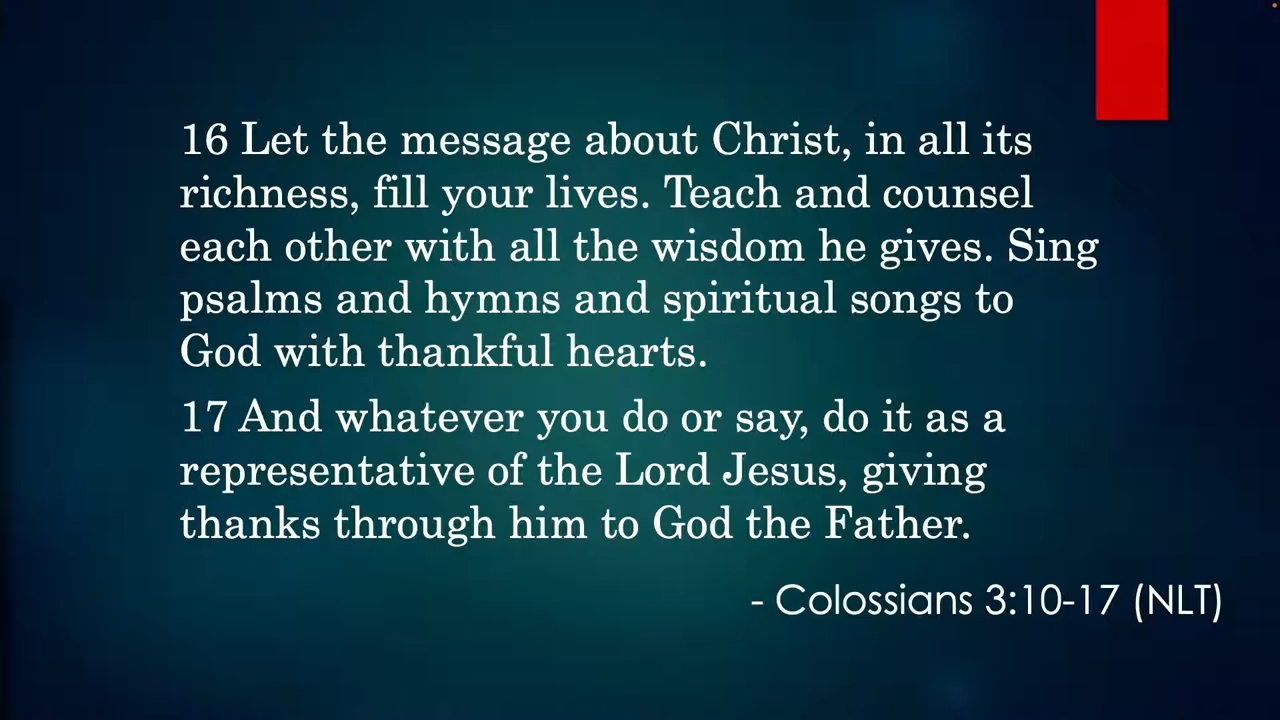 16 Let the message about Christ, in all its
richness, fill your lives. Teach and counsel
each other with all the wisdom he gives. Sing
psalms and hymns and spiritual songs to
God with thankful hearts.
17 And whatever you do or say, do it as a
representative of the Lord Jesus, giving
thanks through him to God the Father.
- Colossians 3:10-17 (NLT)